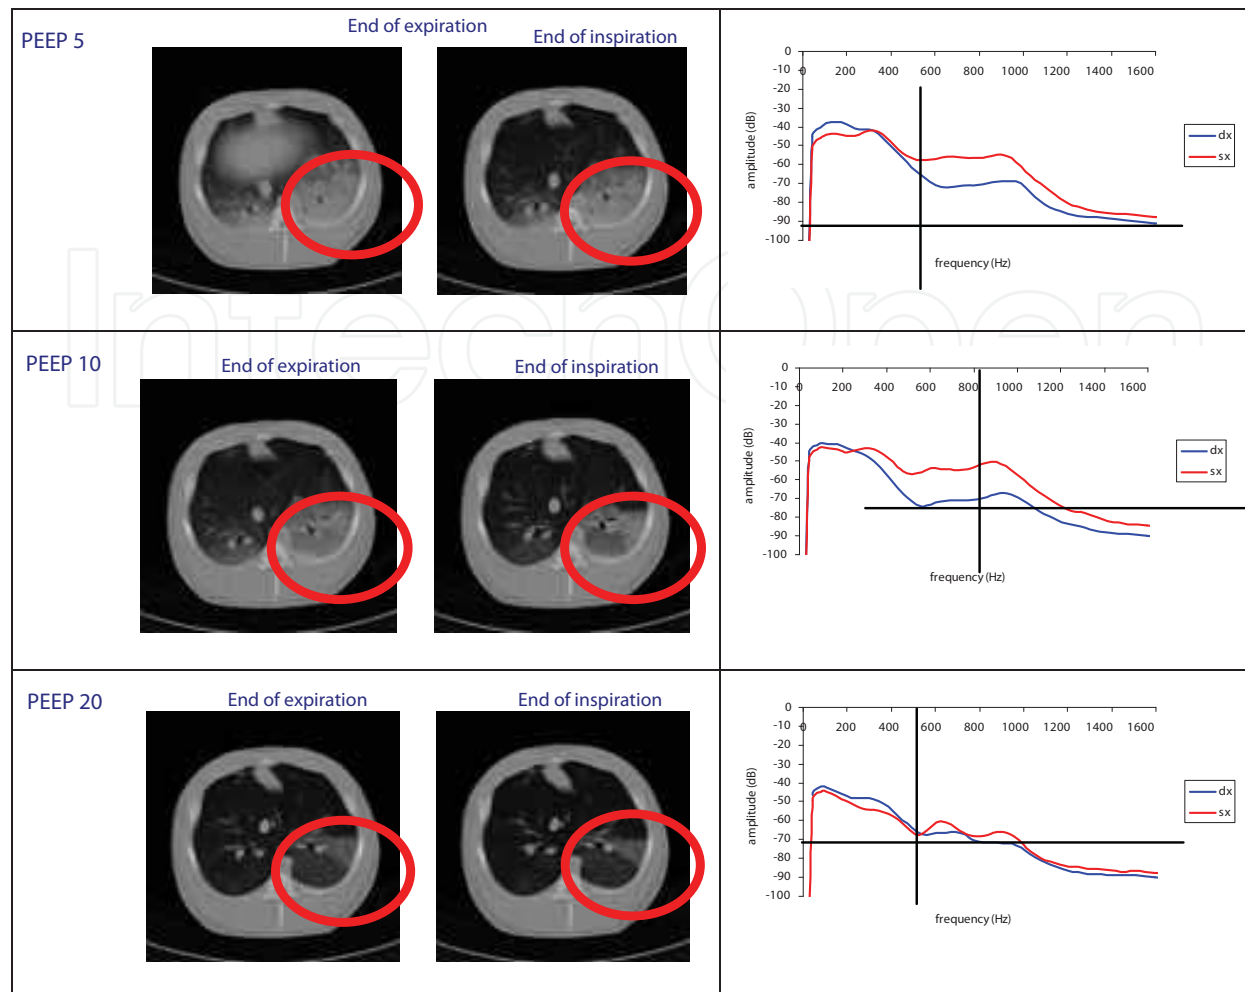 PEEP 5
End of expiration
End of inspiration
0
-10
-20
-30
-40
-50
-60
-70
-80
-90
-100
0 200 400 600 800 1000 1200 1400 1600
amplitude (dB)
frequency (Hz)
dx
sx
IntechOpen
PEEP 10
End of expiration
End of inspiration
0
-10
-20
-30
-40
-50
-60
-70
-80
-90
-100
0 200 400 600 800 1000 1200 1400 1600
amplitude (dB)
frequency (Hz)
dx
sx
PEEP 20
End of expiration
End of inspiration
0
-10
-20
-30
-40
-50
-60
-70
-80
-90
-100
0 200 400 600 800 1000 1200 1400 1600
amplitude (dB)
frequency (Hz)
dx
sx